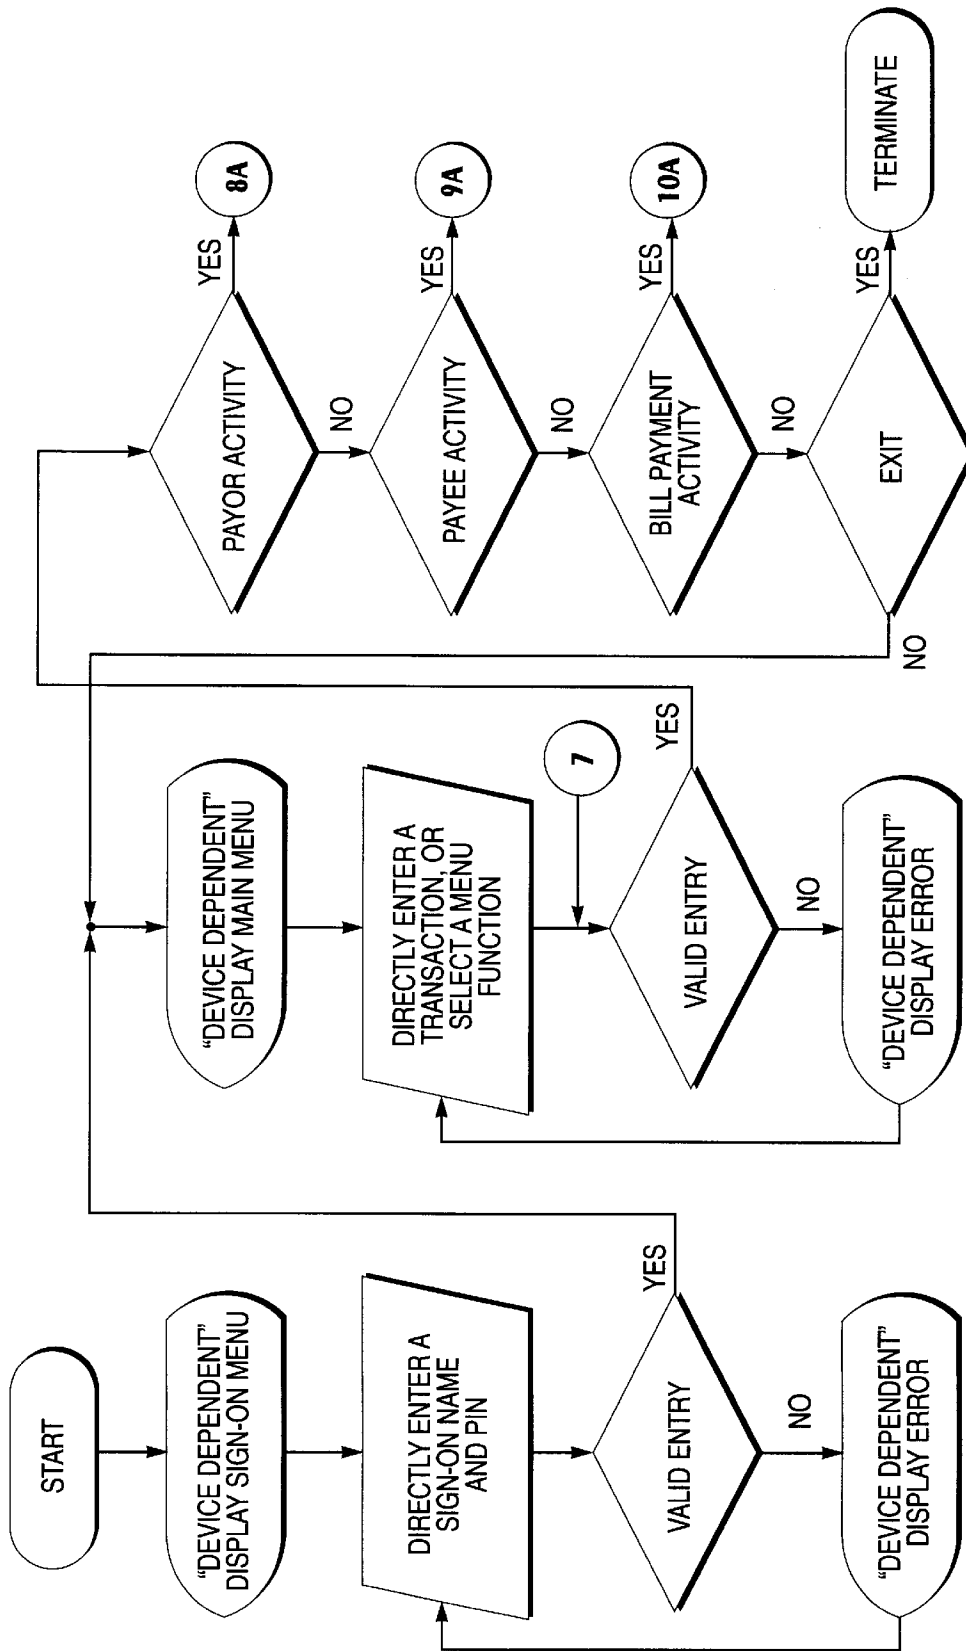 START
“DEVICE DEPENDENT”
DISPLAY SIGN-ON MENU
DIRECTLY ENTER A
SIGN-ON NAME
AND PIN
VALID ENTRY
YES
NO
“DEVICE DEPENDENT”
DISPLAY ERROR
“DEVICE DEPENDENT”
DISPLAY MAIN MENU
DIRECTLY ENTER A
TRANSACTION, OR
SELECT A MENU
FUNCTION
7
VALID ENTRY
YES
NO
“DEVICE DEPENDENT”
DISPLAY ERROR
PAYOR ACTIVITY
YES
8A
NO
PAYEE ACTIVITY
YES
9A
NO
BILL PAYMENT
ACTIVITY
YES
10A
NO
EXIT
YES
TERMINATE
NO